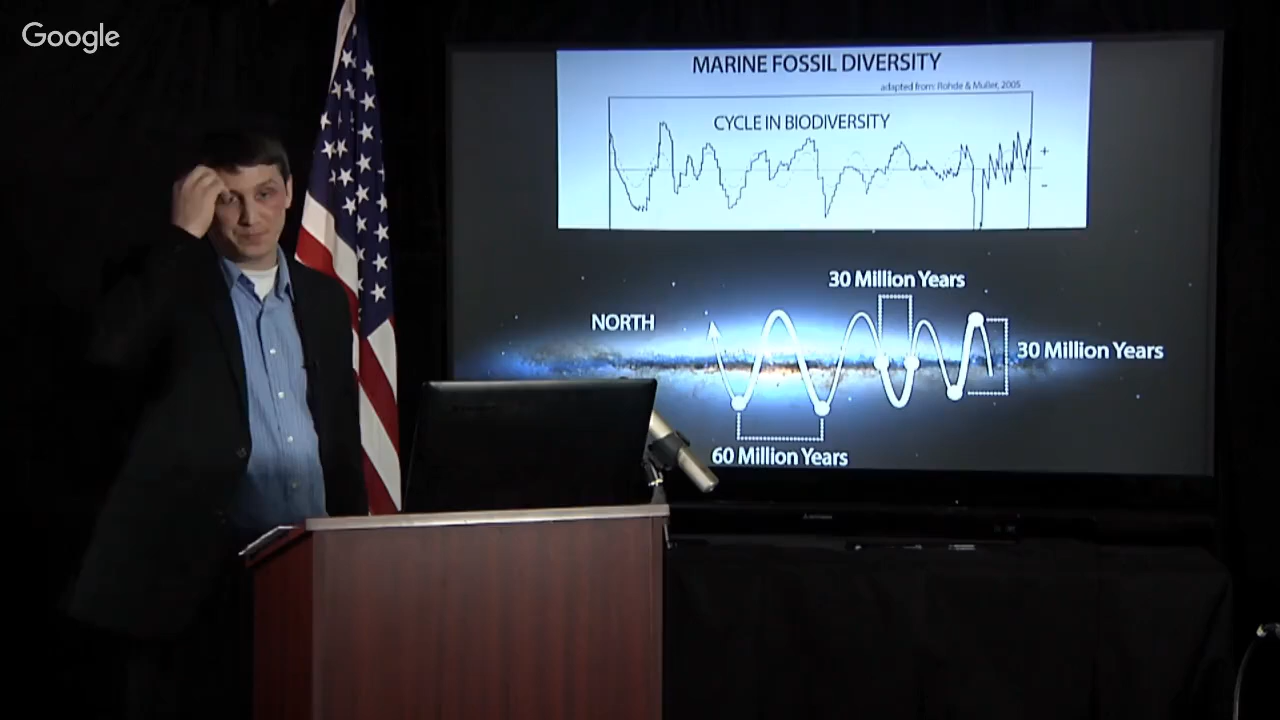 Google
MARINE FOSSIL DIVERSITY
adapted from: Rohde & Muller, 2005
CYCLE IN BIODIVERSITY
+
-
30 Million Years
NORTH
30 Million Years
60 Million Years